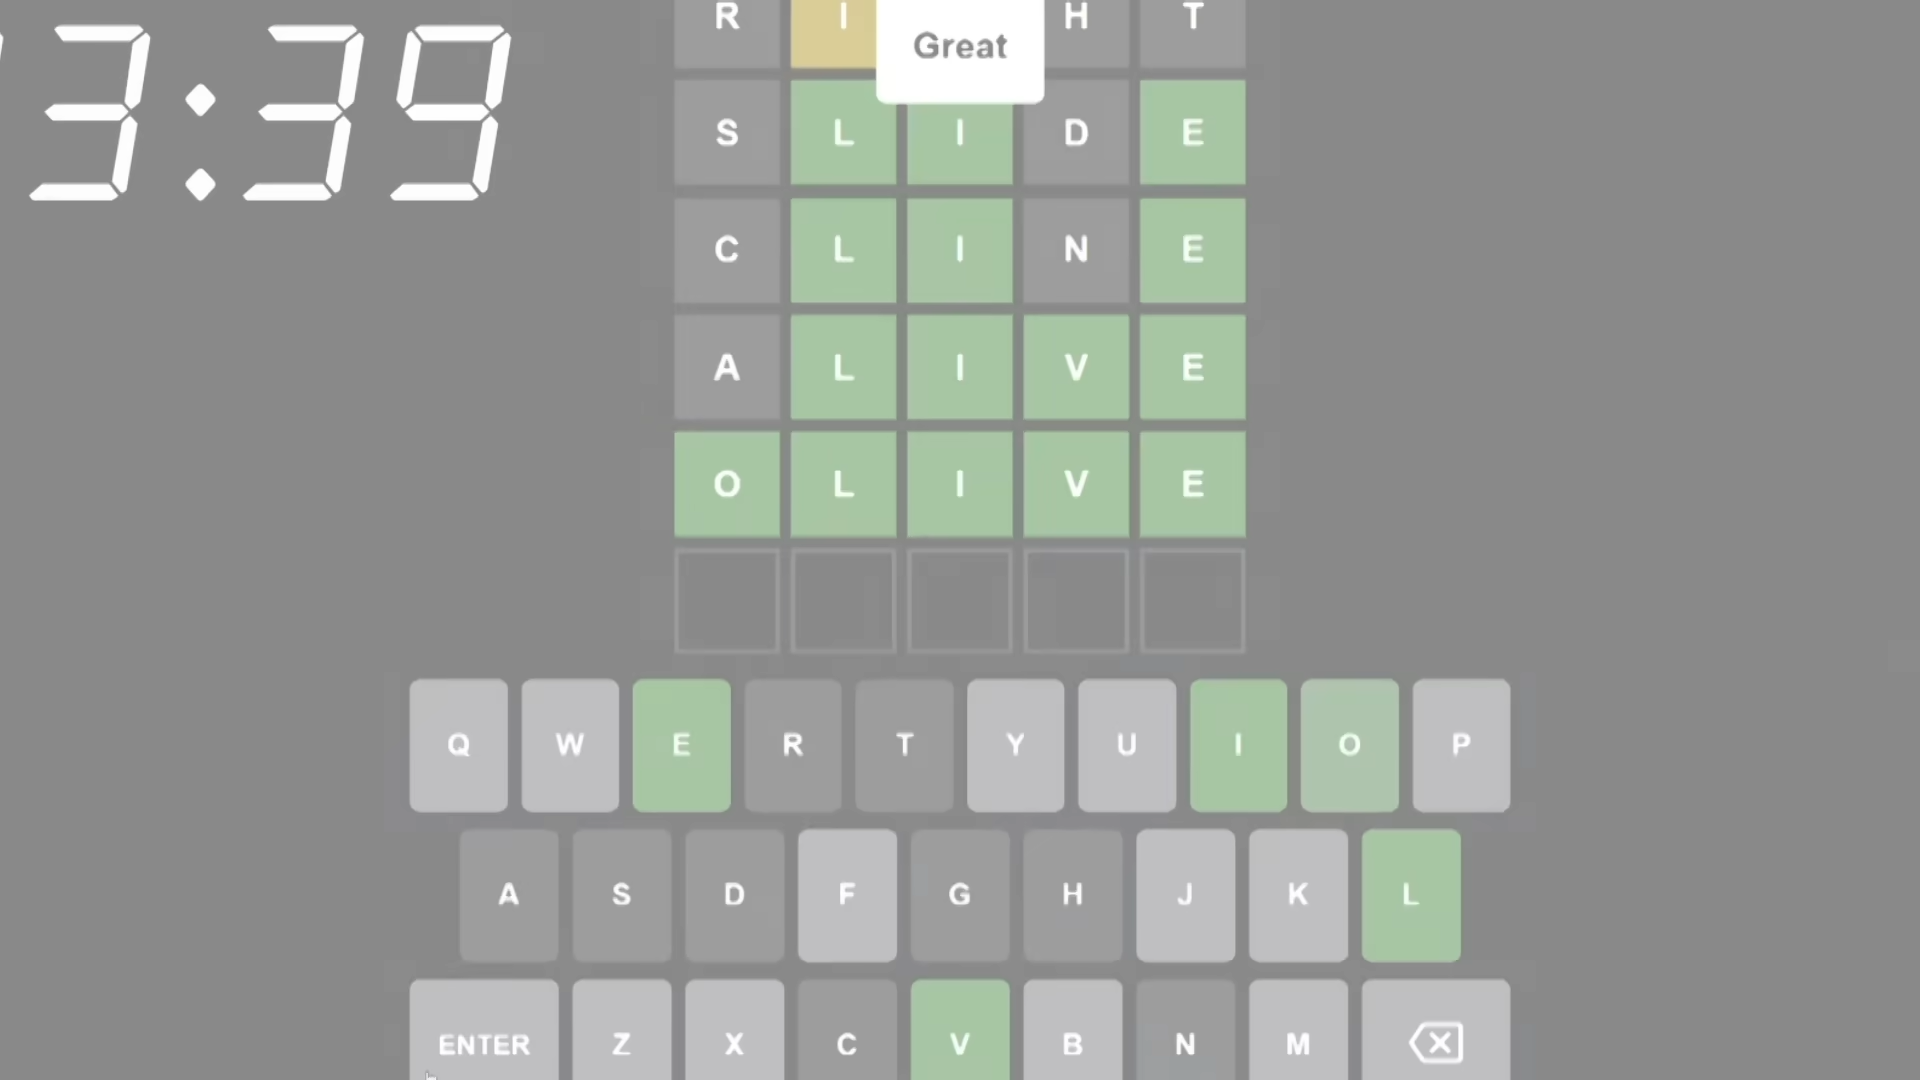 3:39
R I H T
Great
S L I D E
C L I N E
A L I V E
O L I V E
Q W E R T Y U I O P
A S D F G H J K L
ENTER Z X C V B N M